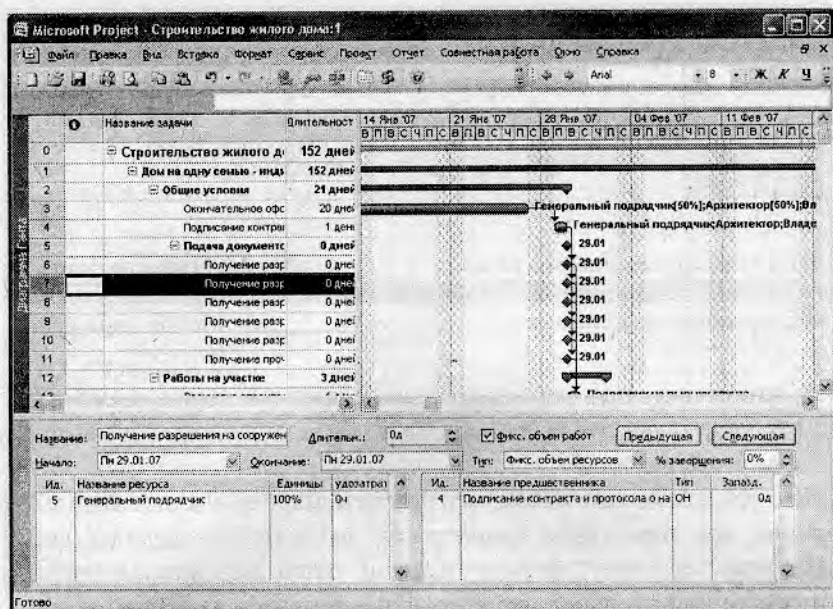 Microsoft Project - Строительство жилого дома:1
Файл Правка Вид Вставка Формат Сервис Проект Отчет Совместная работа Окно Справка
Arial 8 Ж К Ч
Название задачи Длительност 14 Янв '07 21 Янв '07 28 Янв '07 04 Фев '07 11 Фев '07
В П В С Ч П С В П В С Ч П С В П В С Ч П С В П В С Ч П С В П В С Ч П С
0 Строительство жилого д 152 дней
1 Дом на одну семью - инди 152 дней
2 Общие условия 21 дней
3 Окончательное офо 20 дней Генеральный подрядчик[50%];Архитектор[50%];Вл
4 Подписание контра 1 день Генеральный подрядчик;Архитектор;Владе
5 Подача документо 0 дней 29.01
6 Получение разр 0 дней 29.01
7 Получение разр 0 дней 29.01
8 Получение разр 0 дней 29.01
9 Получение разр 0 дней 29.01
10 Получение разр 0 дней 29.01
11 Получение проч 0 дней 29.01
12 Работы на участке 3 дней
Диаграмма Ганта
Название: Получение разрешения на сооружен Длительн.: 0д Фикс. объем работ Предыдущая Следующая
Начало: Пн 29.01.07 Окончание: Пн 29.01.07 Тип: Фикс. объем ресурсов % завершения: 0%
Ид. Название ресурса Единицы удозатрат Ид. Название предшественника Тип Запазд.
5 Генеральный подрядчик 100% 0ч 4 Подписание контракта и протокола о на ОН 0д
Готово